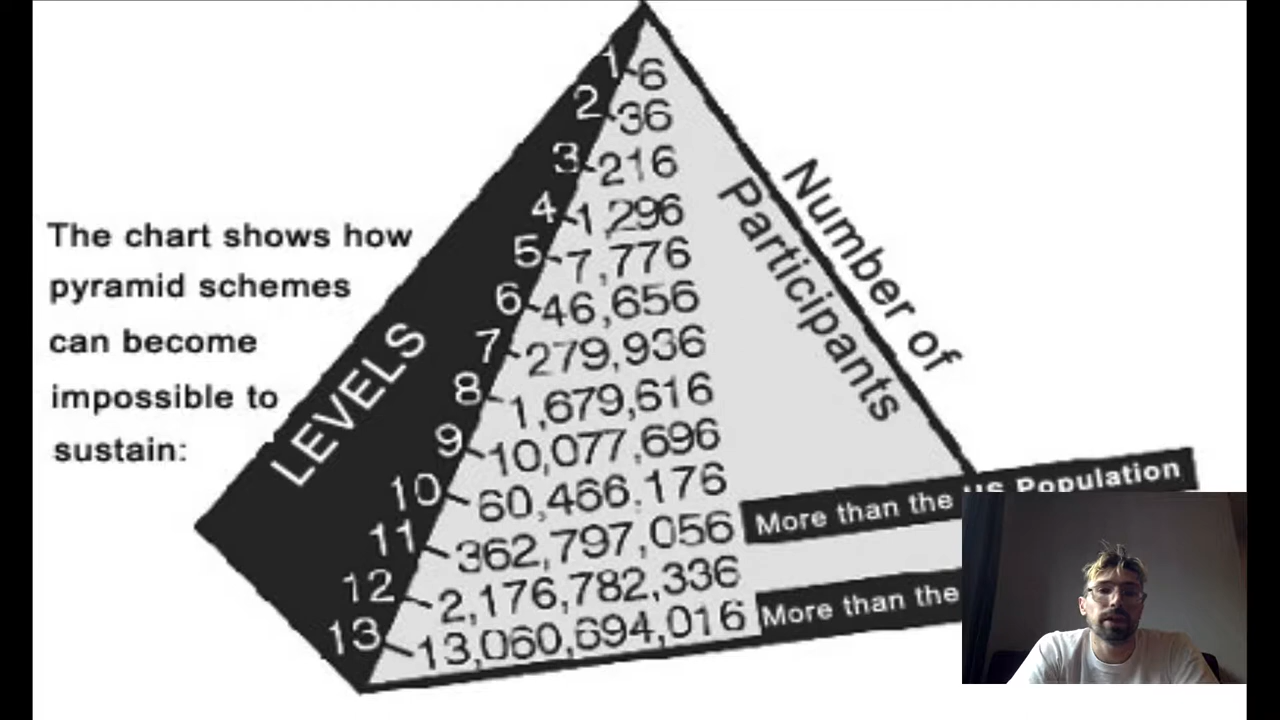 The chart shows how
pyramid schemes
can become
impossible to
sustain:
LEVELS
Number of
Participants
1 6
2 36
3 216
4 1,296
5 7,776
6 46,656
7 279,936
8 1,679,616
9 10,077,696
10 60,466.176
11 362,797,056 More than the US Population
12 2,176,782,336
13 13,060,694,016 More than the